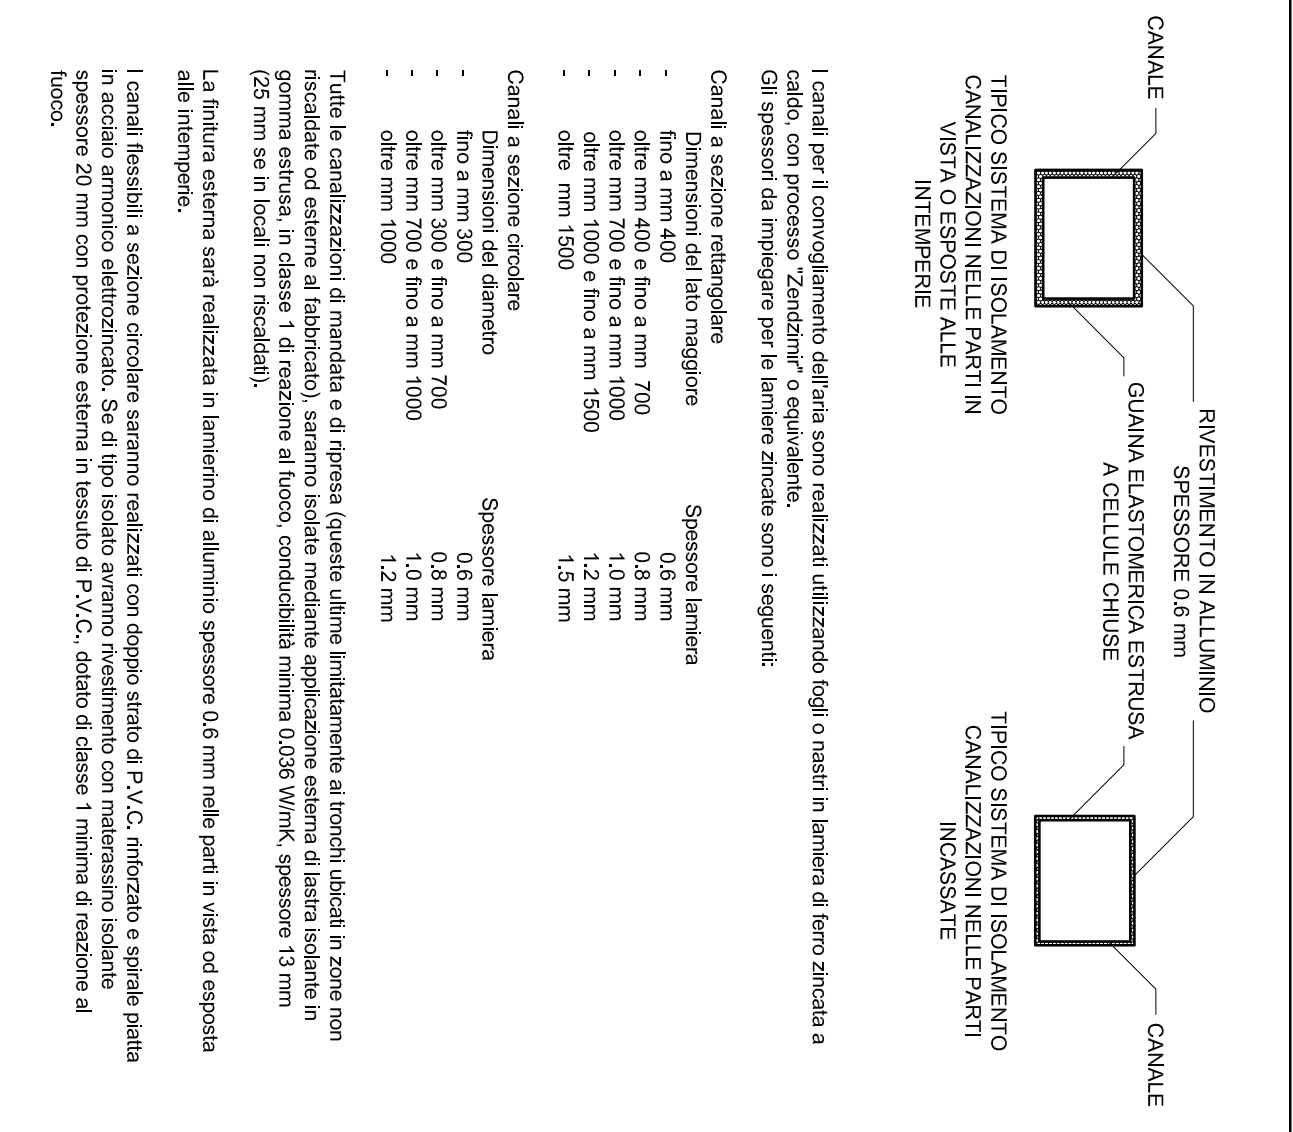 RIVESTIMENTO IN ALLUMINIO
SPESSORE 0.6 mm
CANALE
GUAINA ELASTOMERICA ESTRUSA
A CELLULE CHIUSE
CANALE
TIPICO SISTEMA DI ISOLAMENTO
CANALIZZAZIONI NELLE PARTI IN
VISTA O ESPOSTE ALLE
INTEMPERIE
TIPICO SISTEMA DI ISOLAMENTO
CANALIZZAZIONI NELLE PARTI
INCASSATE
I canali per il convogliamento dell'aria sono realizzati utilizzando fogli o nastri in lamiera di ferro zincata a
caldo, con processo "Zendzimir" o equivalente.
Gli spessori da impiegare per le lamiere zincate sono i seguenti:
Canali a sezione rettangolare
Dimensioni del lato maggiore Spessore lamiera
- fino a mm 400 0.6 mm
- oltre mm 400 e fino a mm 700 0.8 mm
- oltre mm 700 e fino a mm 1000 1.0 mm
- oltre mm 1000 e fino a mm 1500 1.2 mm
- oltre mm 1500 1.5 mm
Canali a sezione circolare
Dimensioni del diametro Spessore lamiera
- fino a mm 300 0.6 mm
- oltre mm 300 e fino a mm 700 0.8 mm
- oltre mm 700 e fino a mm 1000 1.0 mm
- oltre mm 1000 1.2 mm
Tutte le canalizzazioni di mandata e di ripresa (queste ultime limitatamente ai tronchi ubicati in zone non
riscaldate od esterne al fabbricato), saranno isolate mediante applicazione esterna di lastra isolante in
gomma estrusa, in classe 1 di reazione al fuoco, conducibilità minima 0.036 W/mK, spessore 13 mm
(25 mm se in locali non riscaldati).
La finitura esterna sarà realizzata in lamierino di alluminio spessore 0.6 mm nelle parti in vista od esposta
alle intemperie.
I canali flessibili a sezione circolare saranno realizzati con doppio strato di P.V.C. rinforzato e spirale piatta
in acciaio armonico elettrozincato. Se di tipo isolato avranno rivestimento con materassino isolante
spessore 20 mm con protezione esterna in tessuto di P.V.C., dotato di classe 1 minima di reazione al
fuoco.